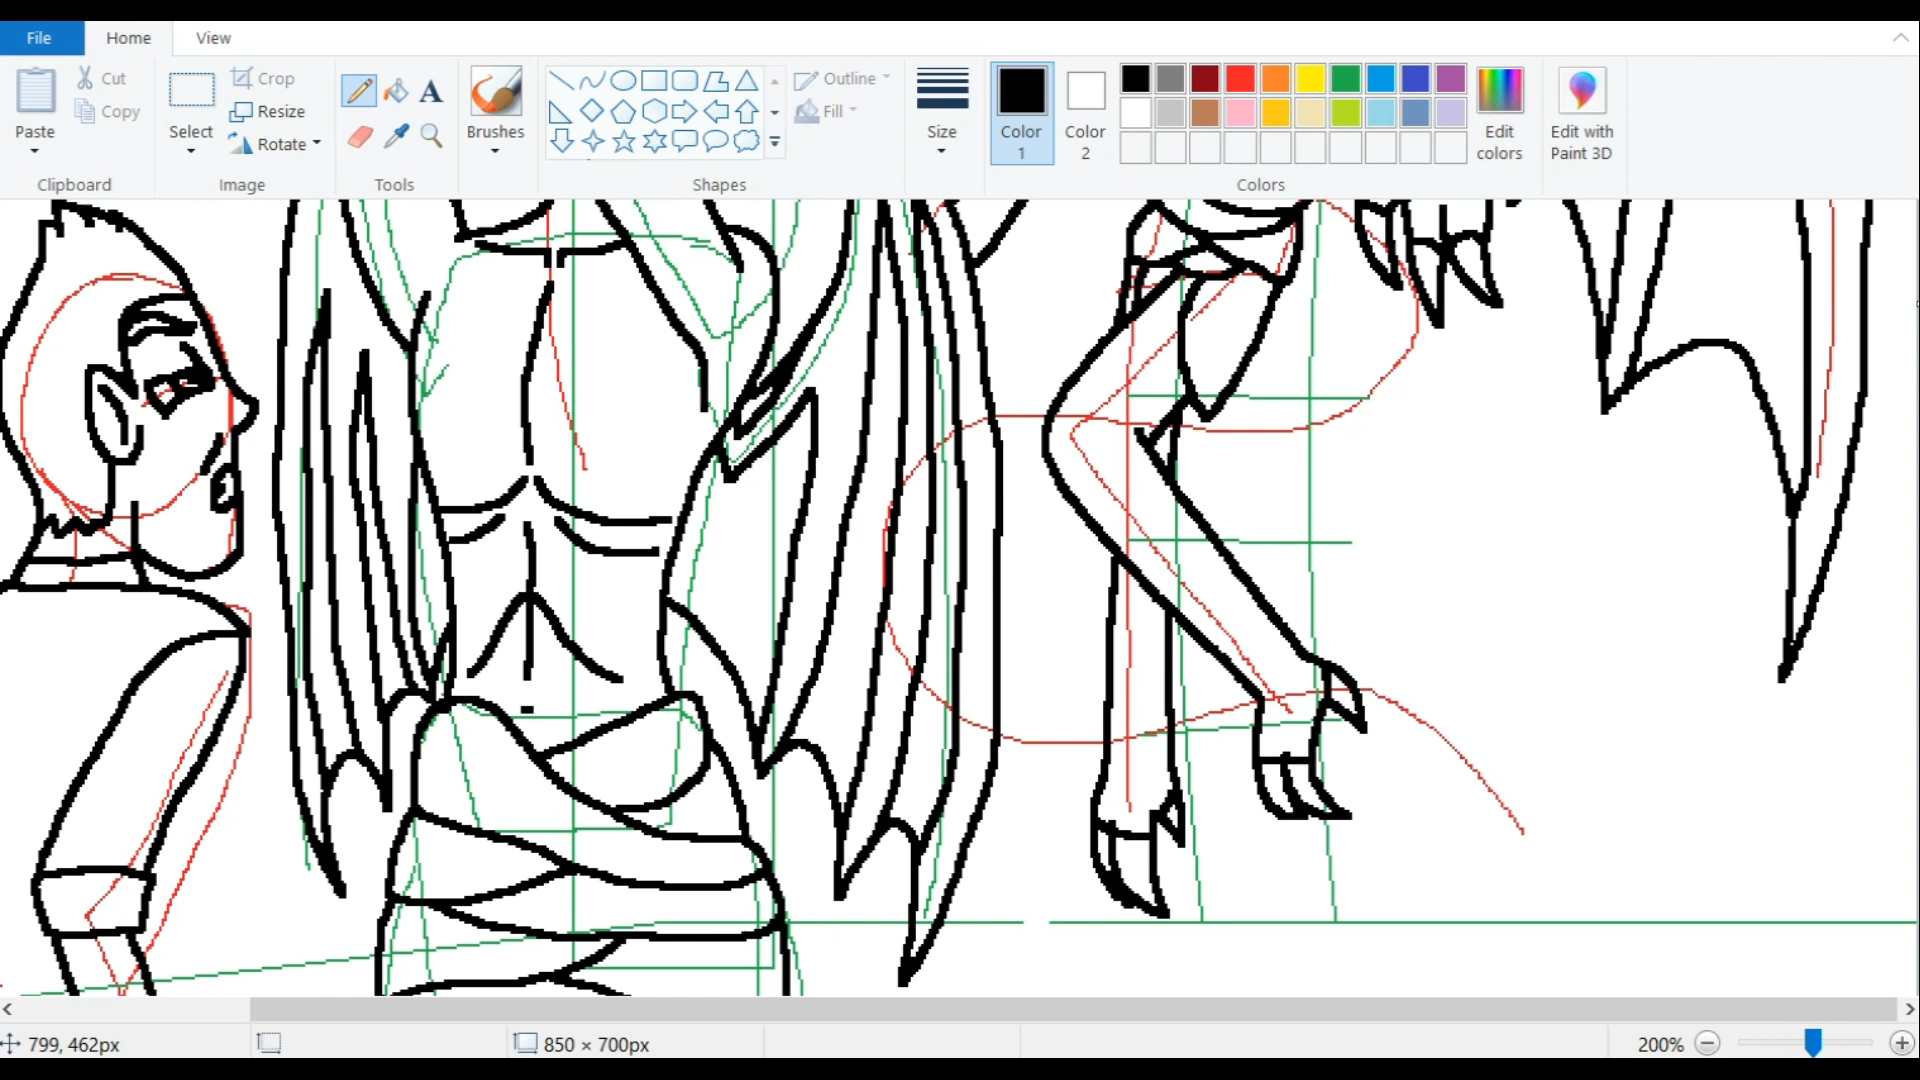 File Home View
Paste
Cut
Copy
Clipboard
Select
Crop
Resize
Rotate
Image
A
Tools
Brushes
Outline
Fill
Shapes
Size
Color
1
Color
2
Edit
colors
Colors
Edit with
Paint 3D
799, 462px
850 × 700px
200%